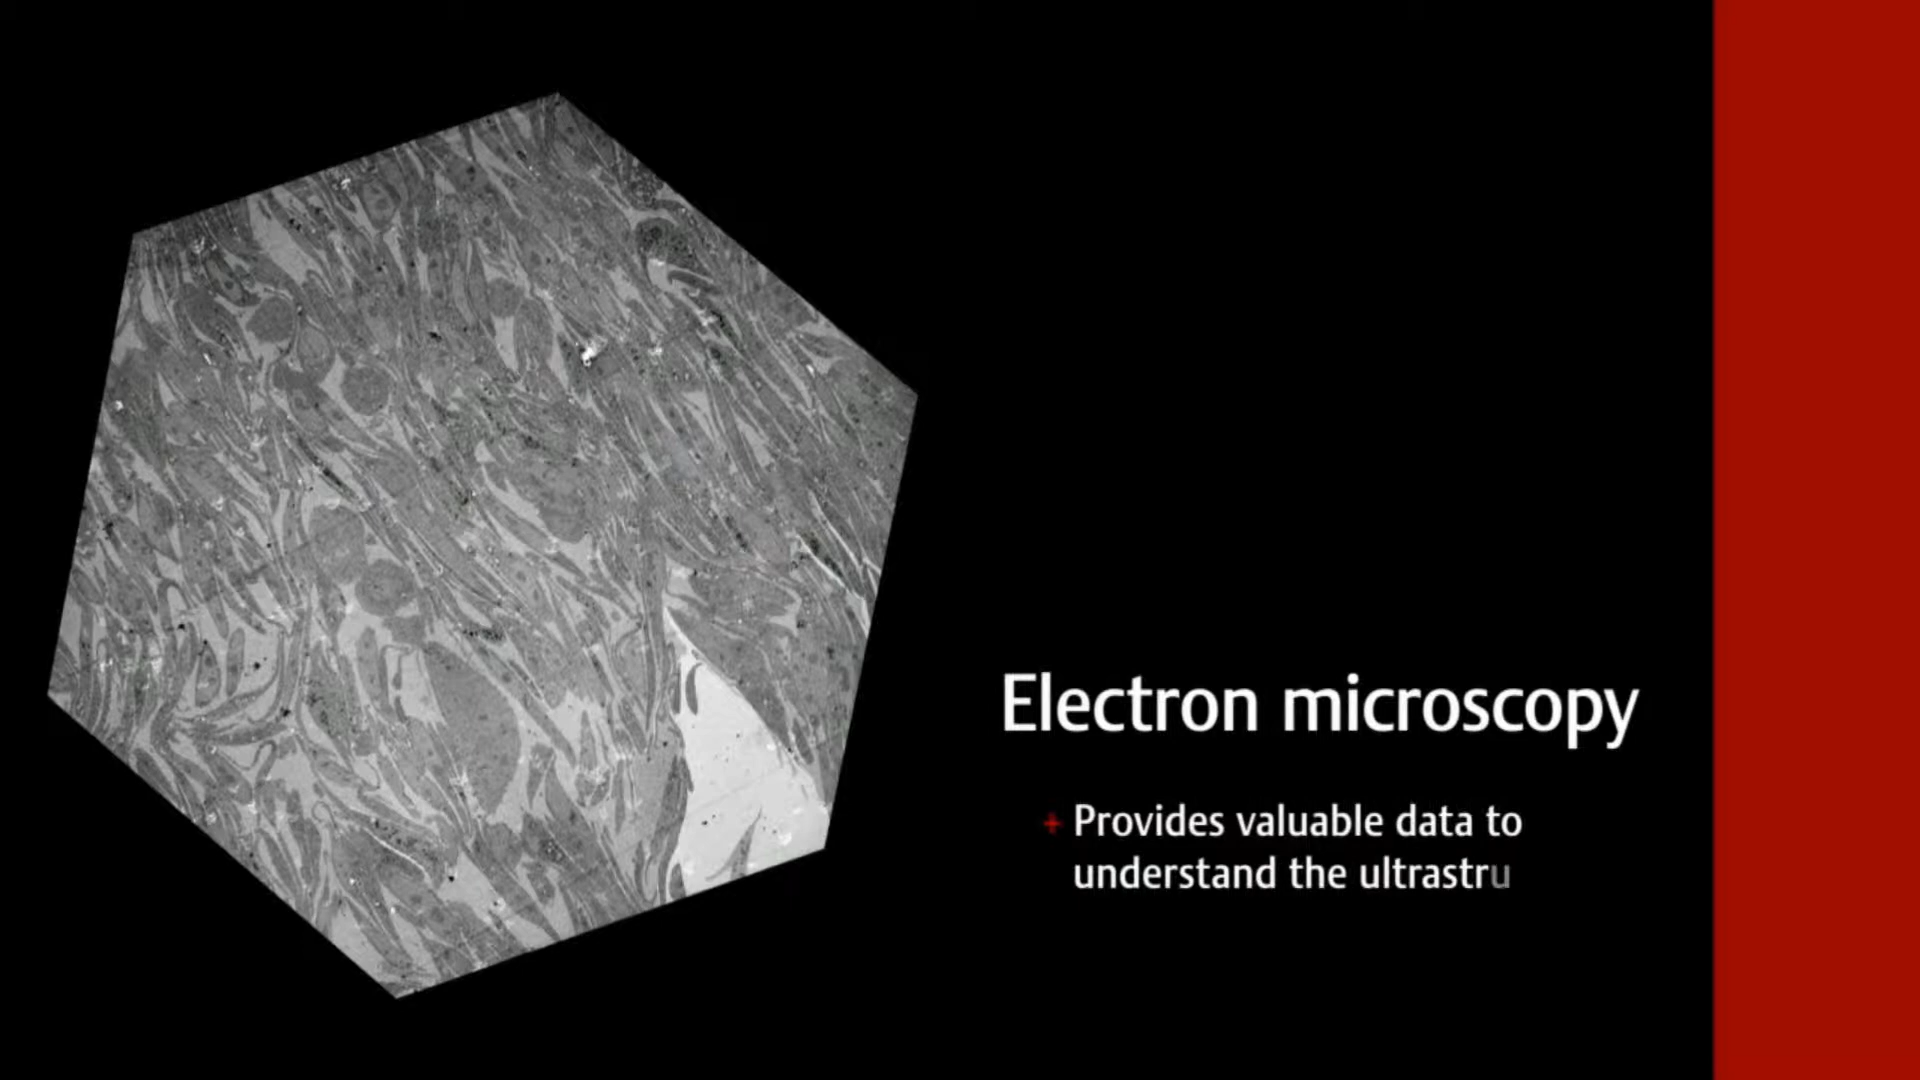 Electron microscopy
+ Provides valuable data to
understand the ultrastru